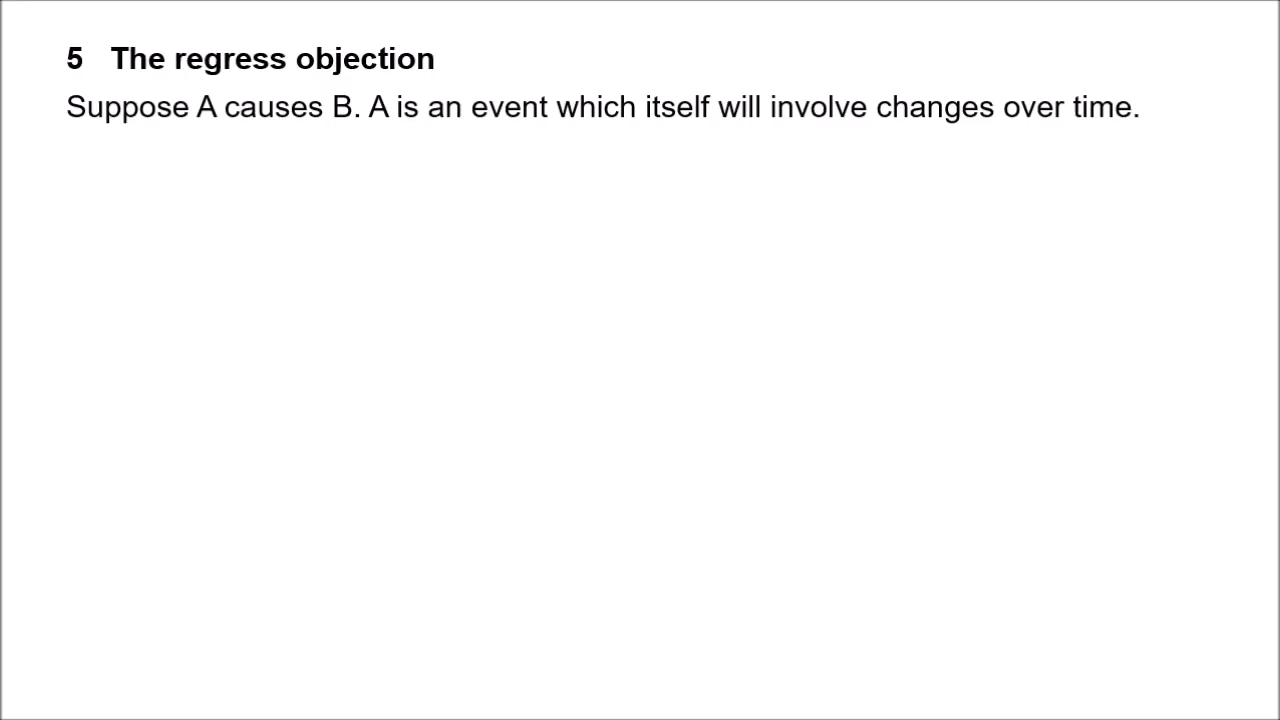 5 The regress objection
Suppose A causes B. A is an event which itself will involve changes over time.